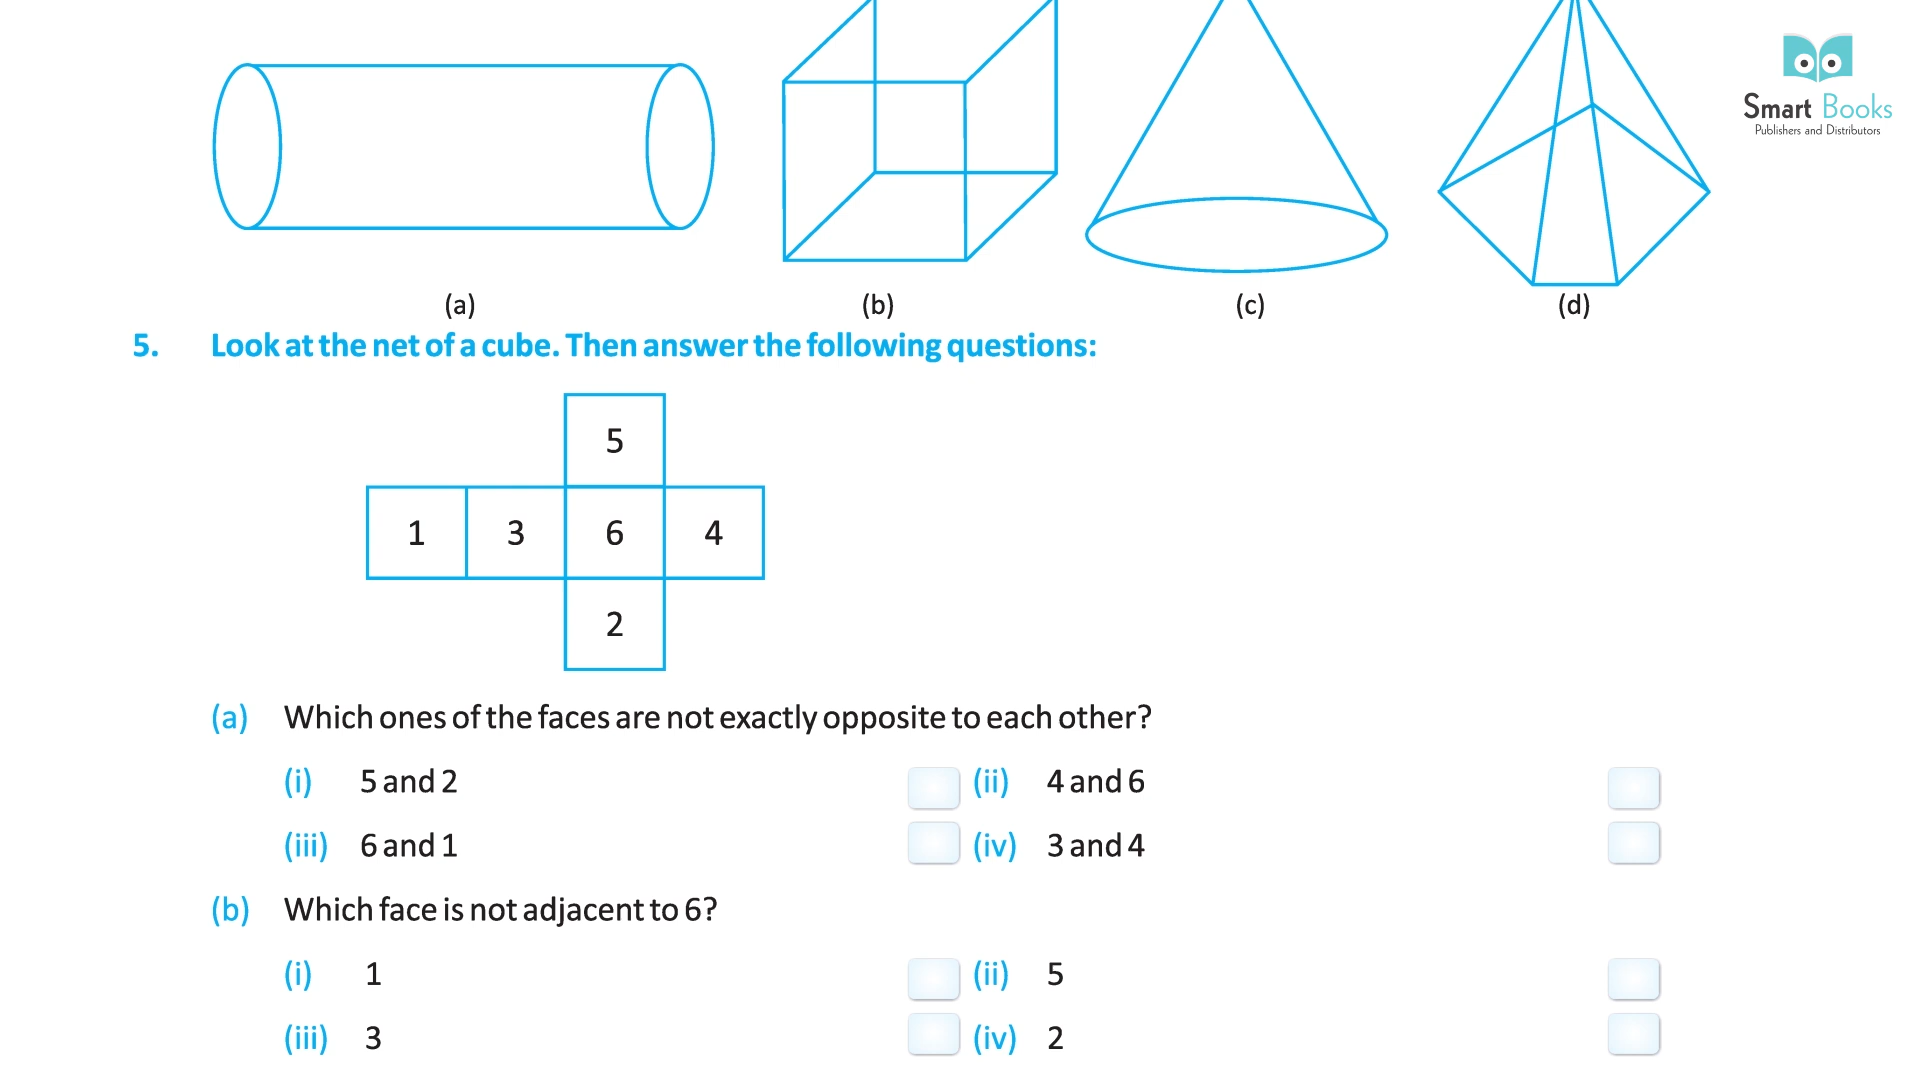 Smart Books
Publishers and Distributors
(a) (b) (c) (d)
5. Look at the net of a cube. Then answer the following questions:
5
1 3 6 4
2
(a) Which ones of the faces are not exactly opposite to each other?
(i) 5 and 2 (ii) 4 and 6
(iii) 6 and 1 (iv) 3 and 4
(b) Which face is not adjacent to 6?
(i) 1 (ii) 5
(iii) 3 (iv) 2